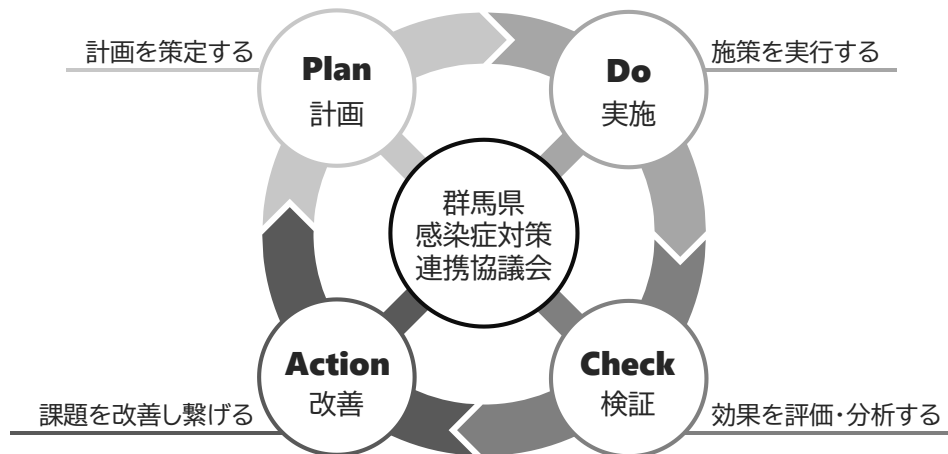 計画を策定する
Plan
計画
Do
実施
施策を実行する
群馬県
感染症対策
連携協議会
課題を改善し繋げる
Action
改善
Check
検証
効果を評価・分析する